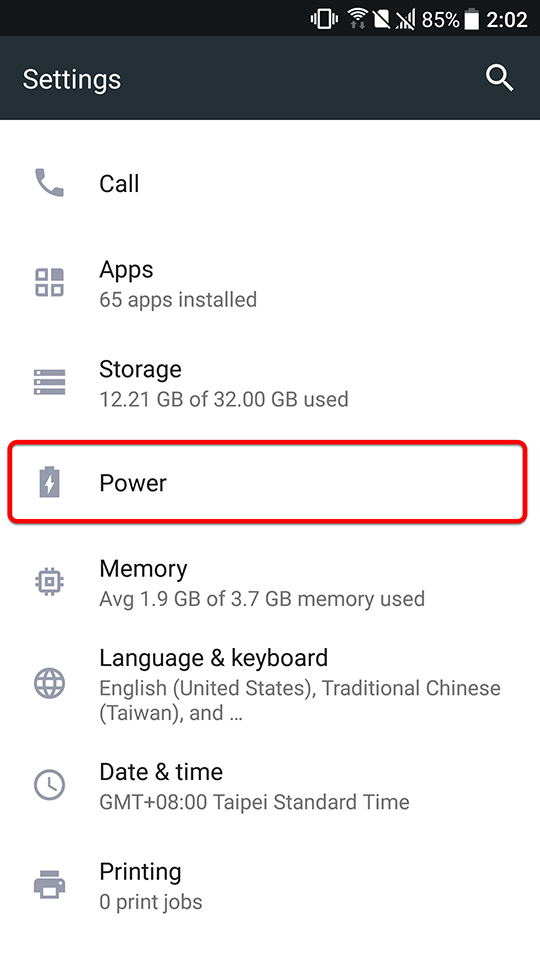 85% 2:02
Settings
Call
Apps
65 apps installed
Storage
12.21 GB of 32.00 GB used
Power
Memory
Avg 1.9 GB of 3.7 GB memory used
Language & keyboard
English (United States), Traditional Chinese
(Taiwan), and ...
Date & time
GMT+08:00 Taipei Standard Time
Printing
0 print jobs